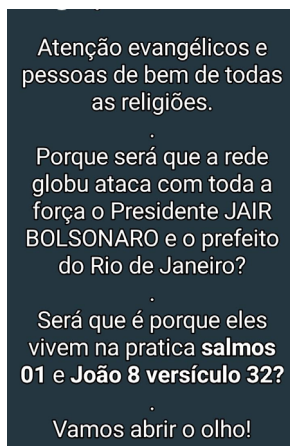 Atenção evangélicos e
pessoas de bem de todas
as religiões.
.
Porque será que a rede
globu ataca com toda a
força o Presidente JAIR
BOLSONARO e o prefeito
do Rio de Janeiro?
.
Será que é porque eles
vivem na pratica salmos
01 e João 8 versículo 32?
.
Vamos abrir o olho!